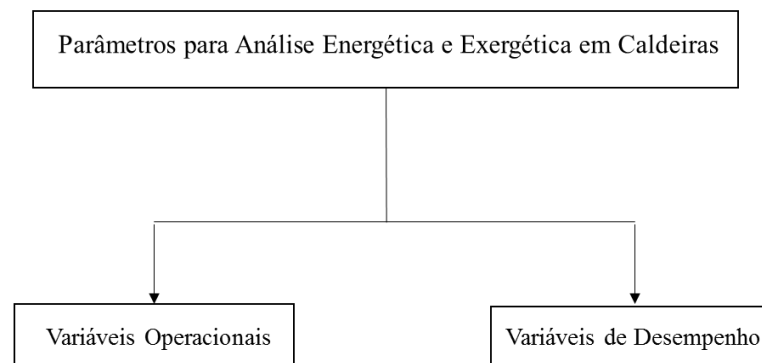 Parâmetros para Análise Energética e Exergética em Caldeiras
Variáveis Operacionais
Variáveis de Desempenho